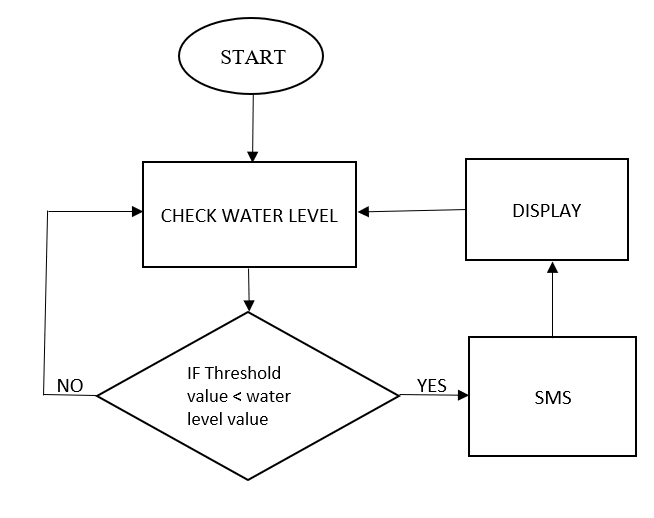 START
CHECK WATER LEVEL
DISPLAY
IF Threshold
value < water
level value
NO
YES
SMS